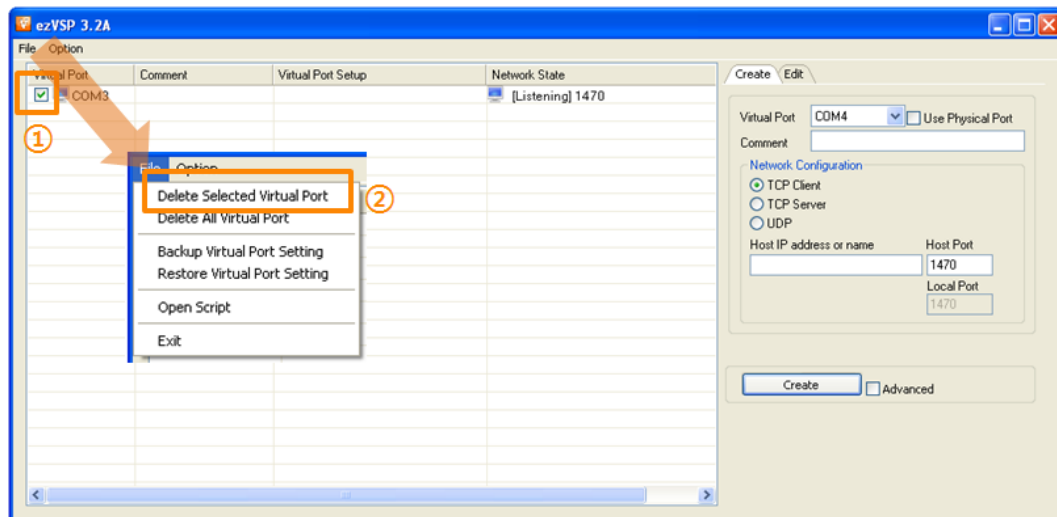 ezVSP 3.2A
File Option
Virtual Port Comment Virtual Port Setup Network State
COM3 [Listening] 1470
①
File Option
Delete Selected Virtual Port
②
Delete All Virtual Port
Backup Virtual Port Setting
Restore Virtual Port Setting
Open Script
Exit
Create Edit
Virtual Port COM4 Use Physical Port
Comment
Network Configuration
TCP Client
TCP Server
UDP
Host IP address or name Host Port
1470
Local Port
1470
Create Advanced